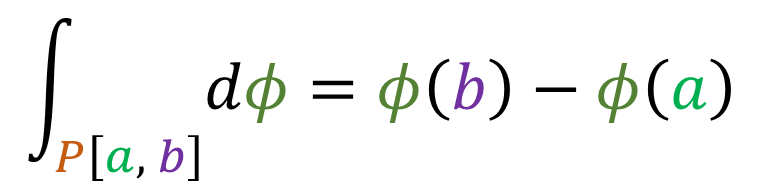 ∫_{P[a, b]} dϕ = ϕ(b) − ϕ(a)